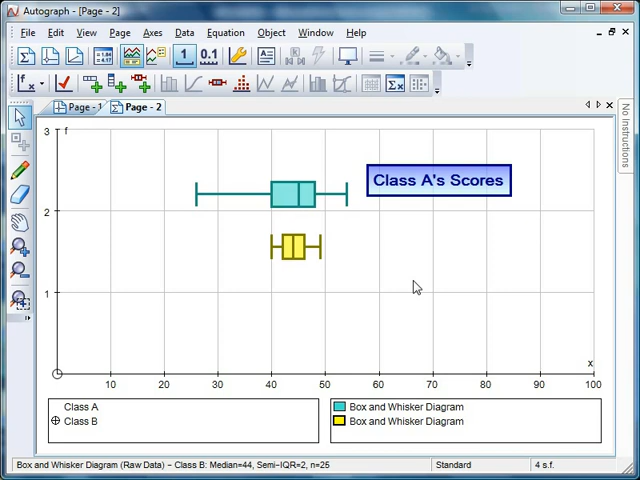 Autograph - [Page - 2]
File Edit View Page Axes Data Equation Object Window Help
1 0.1
Page - 1 Page - 2
No Instructions
3 f
Class A's Scores
2
1
x
10 20 30 40 50 60 70 80 90 100
Class A
Class B
Box and Whisker Diagram
Box and Whisker Diagram
Box and Whisker Diagram (Raw Data) - Class B: Median=44, Semi-IQR=2, n=25 Standard 4 s.f.